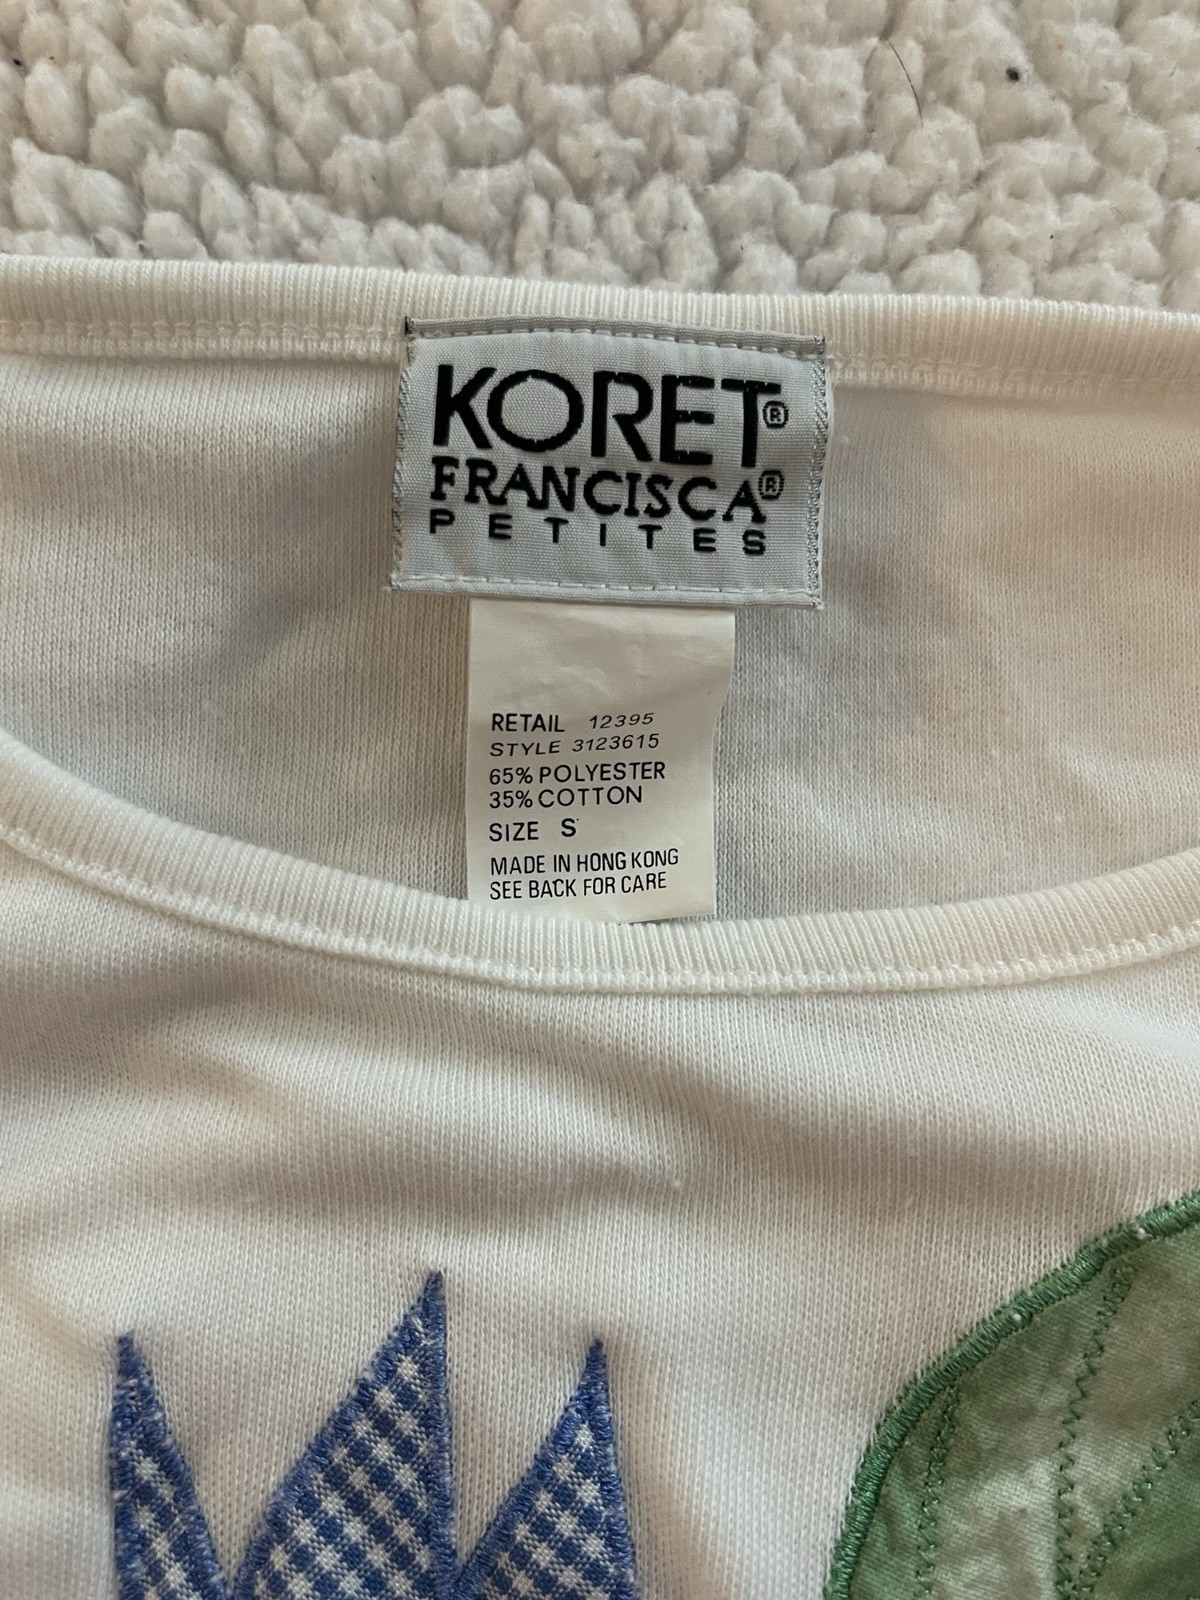 KORET®
FRANCISCA®
PETITES
RETAIL 12395
STYLE 3123615
65% POLYESTER
35% COTTON
SIZE S
MADE IN HONG KONG
SEE BACK FOR CARE